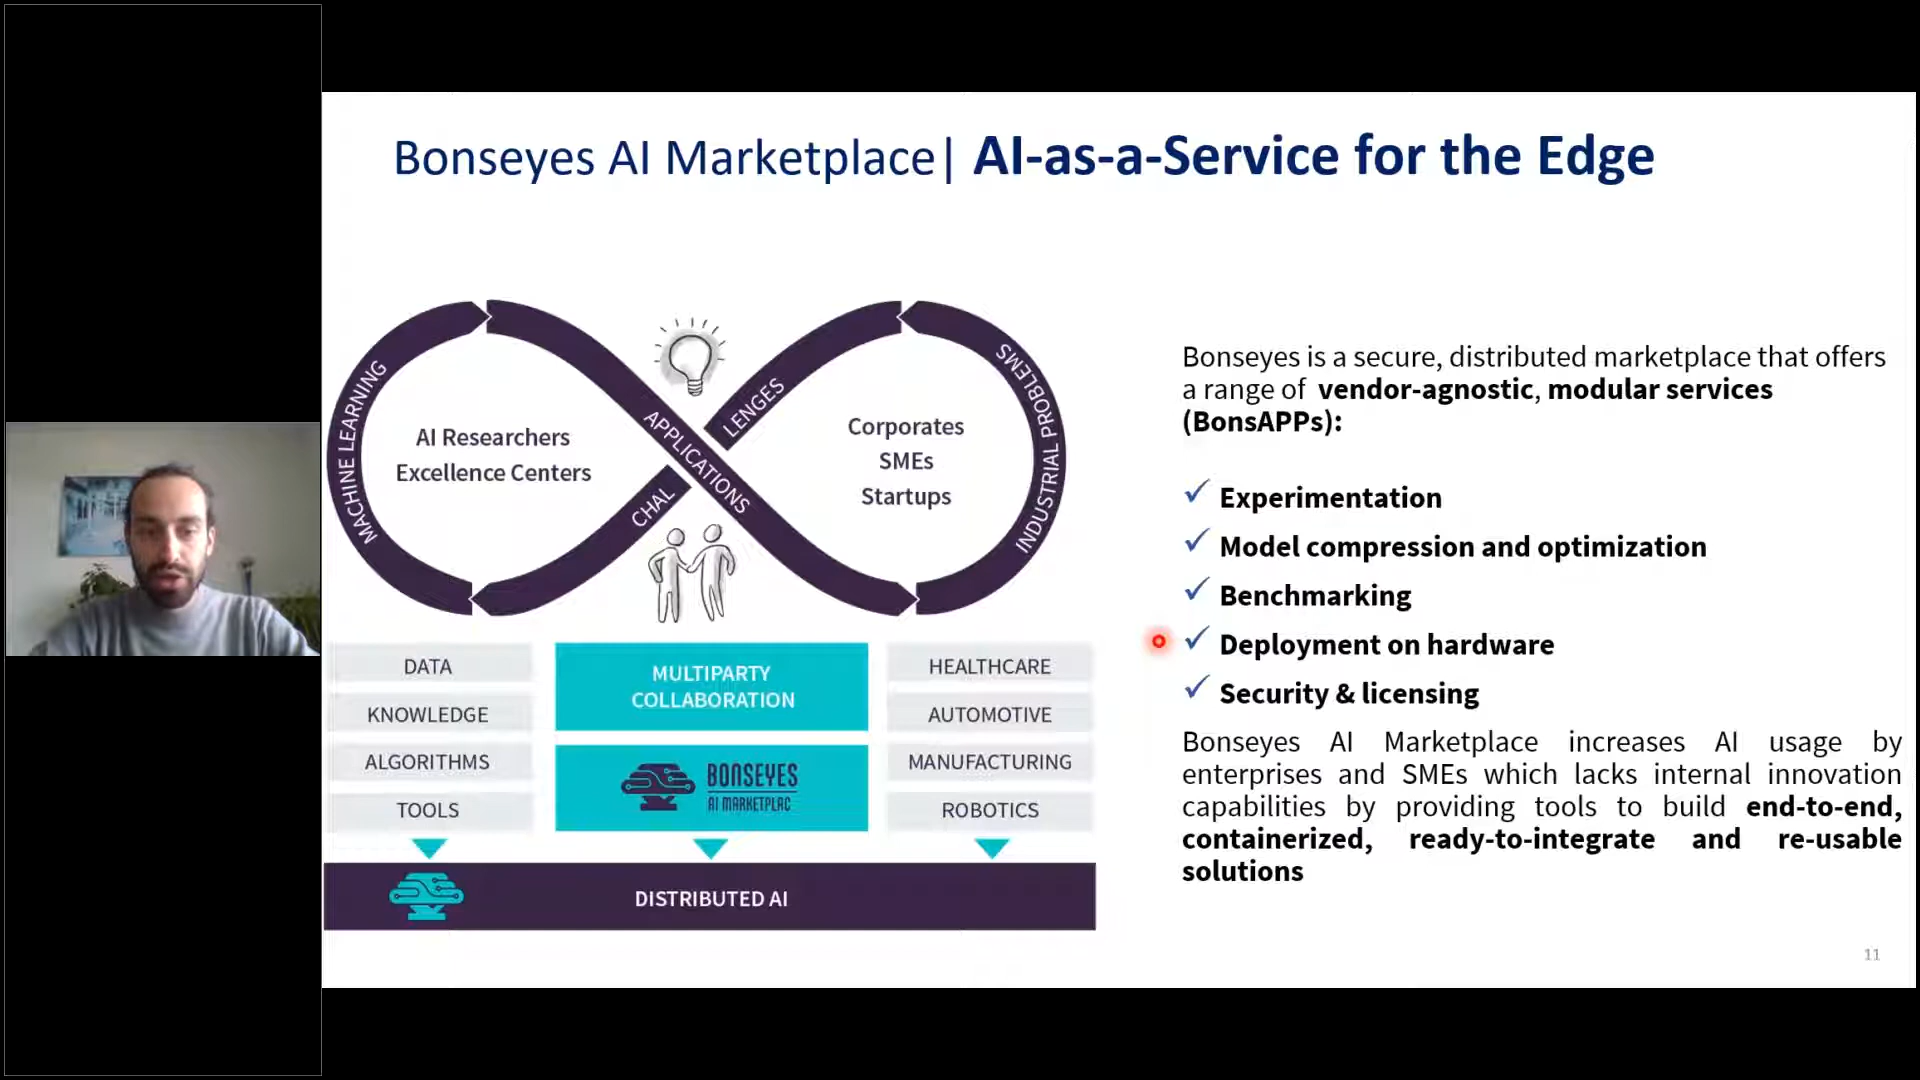 Bonseyes AI Marketplace| AI-as-a-Service for the Edge
MACHINE LEARNING
AI Researchers
Excellence Centers
APPLICATIONS
CHAL
LENGES
Corporates
SMEs
Startups
INDUSTRIAL PROBLEMS
DATA
KNOWLEDGE
ALGORITHMS
TOOLS
MULTIPARTY
COLLABORATION
BONSEYES
AI MARKETPLAC
HEALTHCARE
AUTOMOTIVE
MANUFACTURING
ROBOTICS
DISTRIBUTED AI
Bonseyes is a secure, distributed marketplace that offers
a range of vendor-agnostic, modular services
(BonsAPPs):
✓ Experimentation
✓ Model compression and optimization
✓ Benchmarking
✓ Deployment on hardware
✓ Security & licensing
Bonseyes AI Marketplace increases AI usage by
enterprises and SMEs which lacks internal innovation
capabilities by providing tools to build end-to-end,
containerized, ready-to-integrate and re-usable
solutions
11